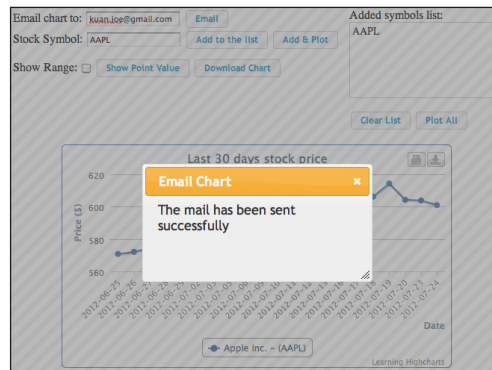 Email chart to: kuan.joe@gmail.com Email
Added symbols list:
AAPL
Stock Symbol: AAPL Add to the list Add & Plot
Show Range: Show Point Value Download Chart
Clear List Plot All
Last 30 days stock price
Email Chart ×
The mail has been sent
successfully
Price ($)
620
600
580
560
2012-06-25
2012-06-26
2012-07-19
2012-07-20
2012-07-23
2012-07-24
Date
Apple Inc. - (AAPL)
Learning Highcharts